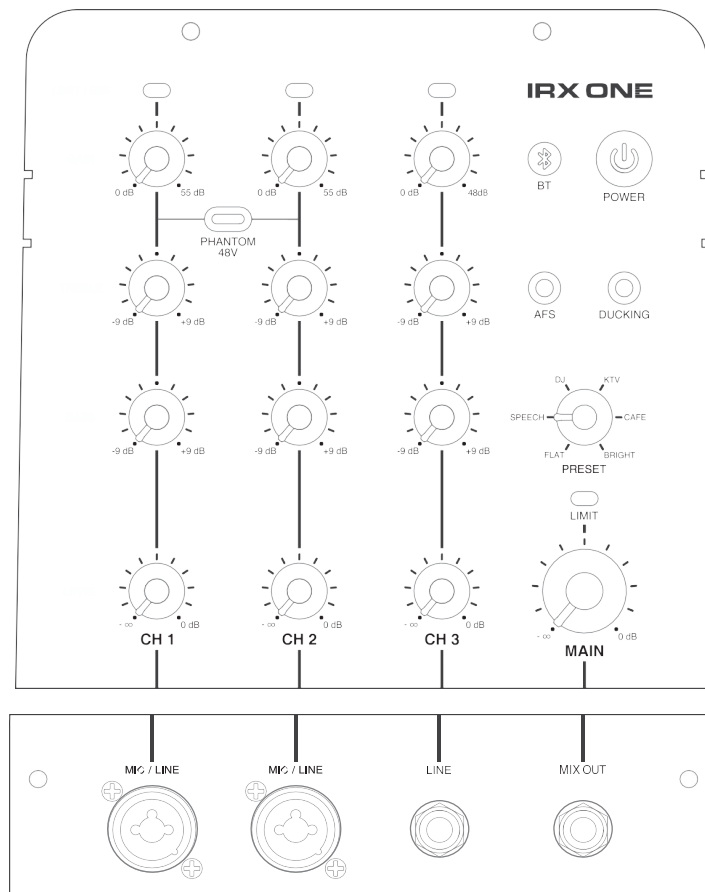 IRX ONE
BT
POWER
0 dB 55 dB 0 dB 55 dB 0 dB 48dB
PHANTOM
48V
AFS DUCKING
-9 dB +9 dB -9 dB +9 dB -9 dB +9 dB
DJ KTV
SPEECH CAFE
FLAT BRIGHT
-9 dB +9 dB -9 dB +9 dB -9 dB +9 dB
PRESET
LIMIT
- ∞ 0 dB - ∞ 0 dB - ∞ 0 dB - ∞ 0 dB
CH 1 CH 2 CH 3 MAIN
MIC / LINE MIC / LINE LINE MIX OUT